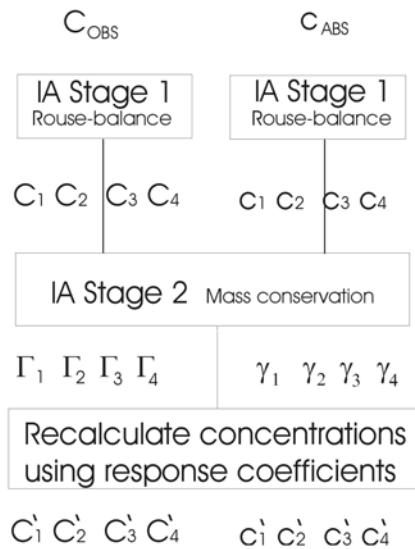 C_OBS c_ABS
IA Stage 1 IA Stage 1
Rouse-balance Rouse-balance
C₁ C₂ C₃ C₄ c₁ c₂ c₃ c₄
IA Stage 2 Mass conservation
Γ₁ Γ₂ Γ₃ Γ₄ γ₁ γ₂ γ₃ γ₄
Recalculate concentrations
using response coefficients
C̀₁ C̀₂ C̀₃ C̀₄ c̀₁ c̀₂ c̀₃ c̀₄